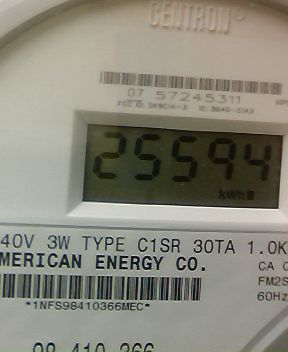 CENTRON
07 57245311
25594
kWh
40V 3W TYPE C1SR 30TA 1.0K
MERICAN ENERGY CO.
CA
FM2S
60Hz
*1NFS98410366MEC*
98 410 366